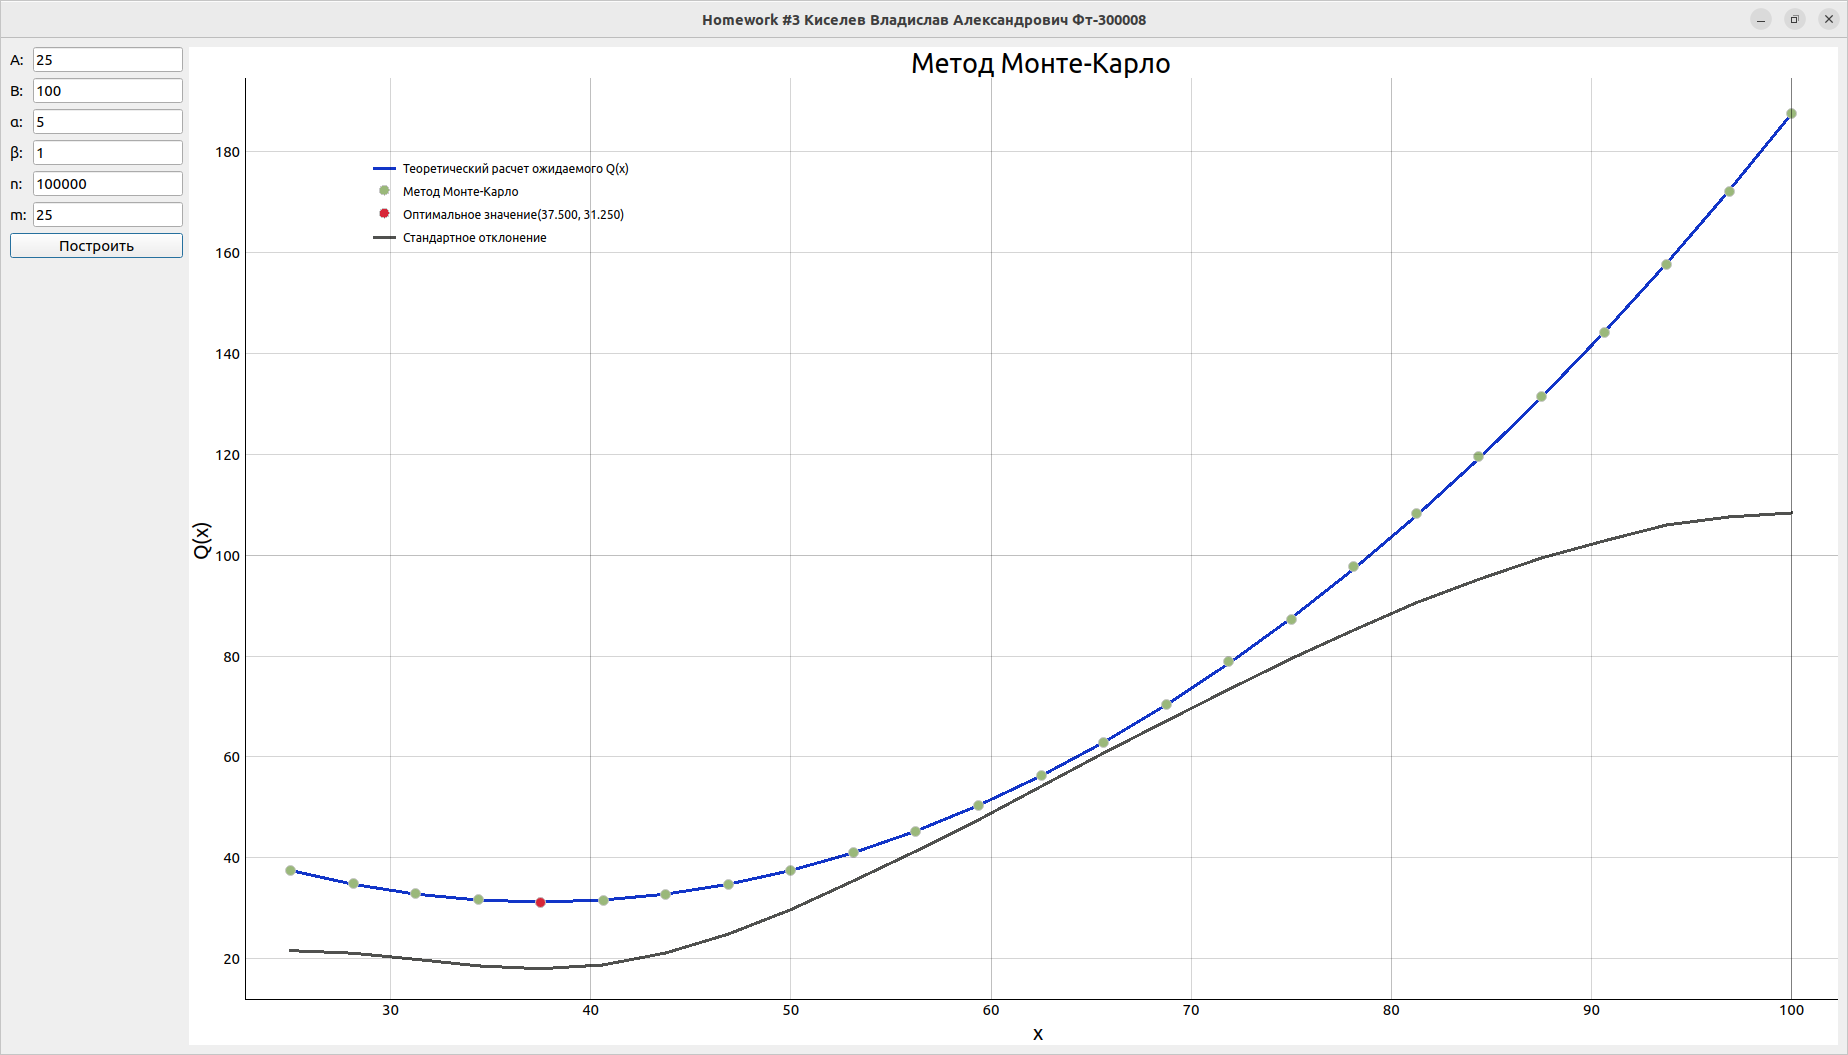 Homework #3 Киселев Владислав Александрович Фт-300008
A: 25
B: 100
α: 5
β: 1
n: 100000
m: 25
Построить
Метод Монте-Карло
Теоретический расчет ожидаемого Q(x)
Метод Монте-Карло
Оптимальное значение(37.500, 31.250)
Стандартное отклонение
Q(x)
180
160
140
120
100
80
60
40
20
30 40 50 60 70 80 90 100
x